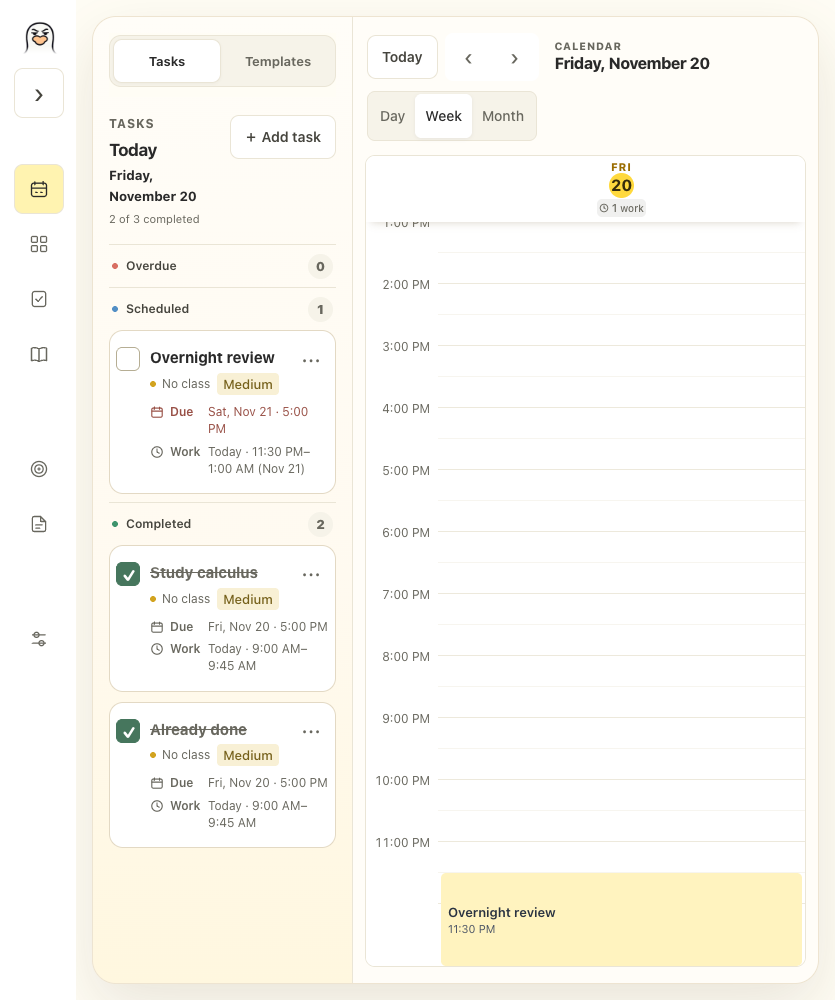 Tasks
Templates
TASKS
Today
Friday,
November 20
2 of 3 completed
+ Add task
Overdue
0
Scheduled
1
Overnight review
No class
Medium
Due
Sat, Nov 21 · 5:00
PM
Work
Today · 11:30 PM–
1:00 AM (Nov 21)
Completed
2
Study calculus
No class
Medium
Due
Fri, Nov 20 · 5:00 PM
Work
Today · 9:00 AM–
9:45 AM
Already done
No class
Medium
Due
Fri, Nov 20 · 5:00 PM
Work
Today · 9:00 AM–
9:45 AM
Today
CALENDAR
Friday, November 20
Day
Week
Month
FRI
20
1 work
1:00 PM
2:00 PM
3:00 PM
4:00 PM
5:00 PM
6:00 PM
7:00 PM
8:00 PM
9:00 PM
10:00 PM
11:00 PM
Overnight review
11:30 PM